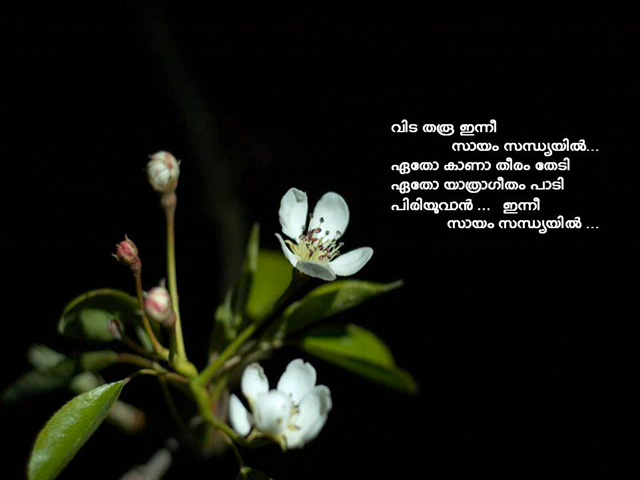 വിട തരൂ ഇന്നീ
സായം സന്ധ്യയിൽ...
ഏതോ കാണാ തീരം തേടി
ഏതോ യാത്രാഗീതം പാടി
പിരിയുവാൻ ... ഇന്നീ
സായം സന്ധ്യയിൽ ...